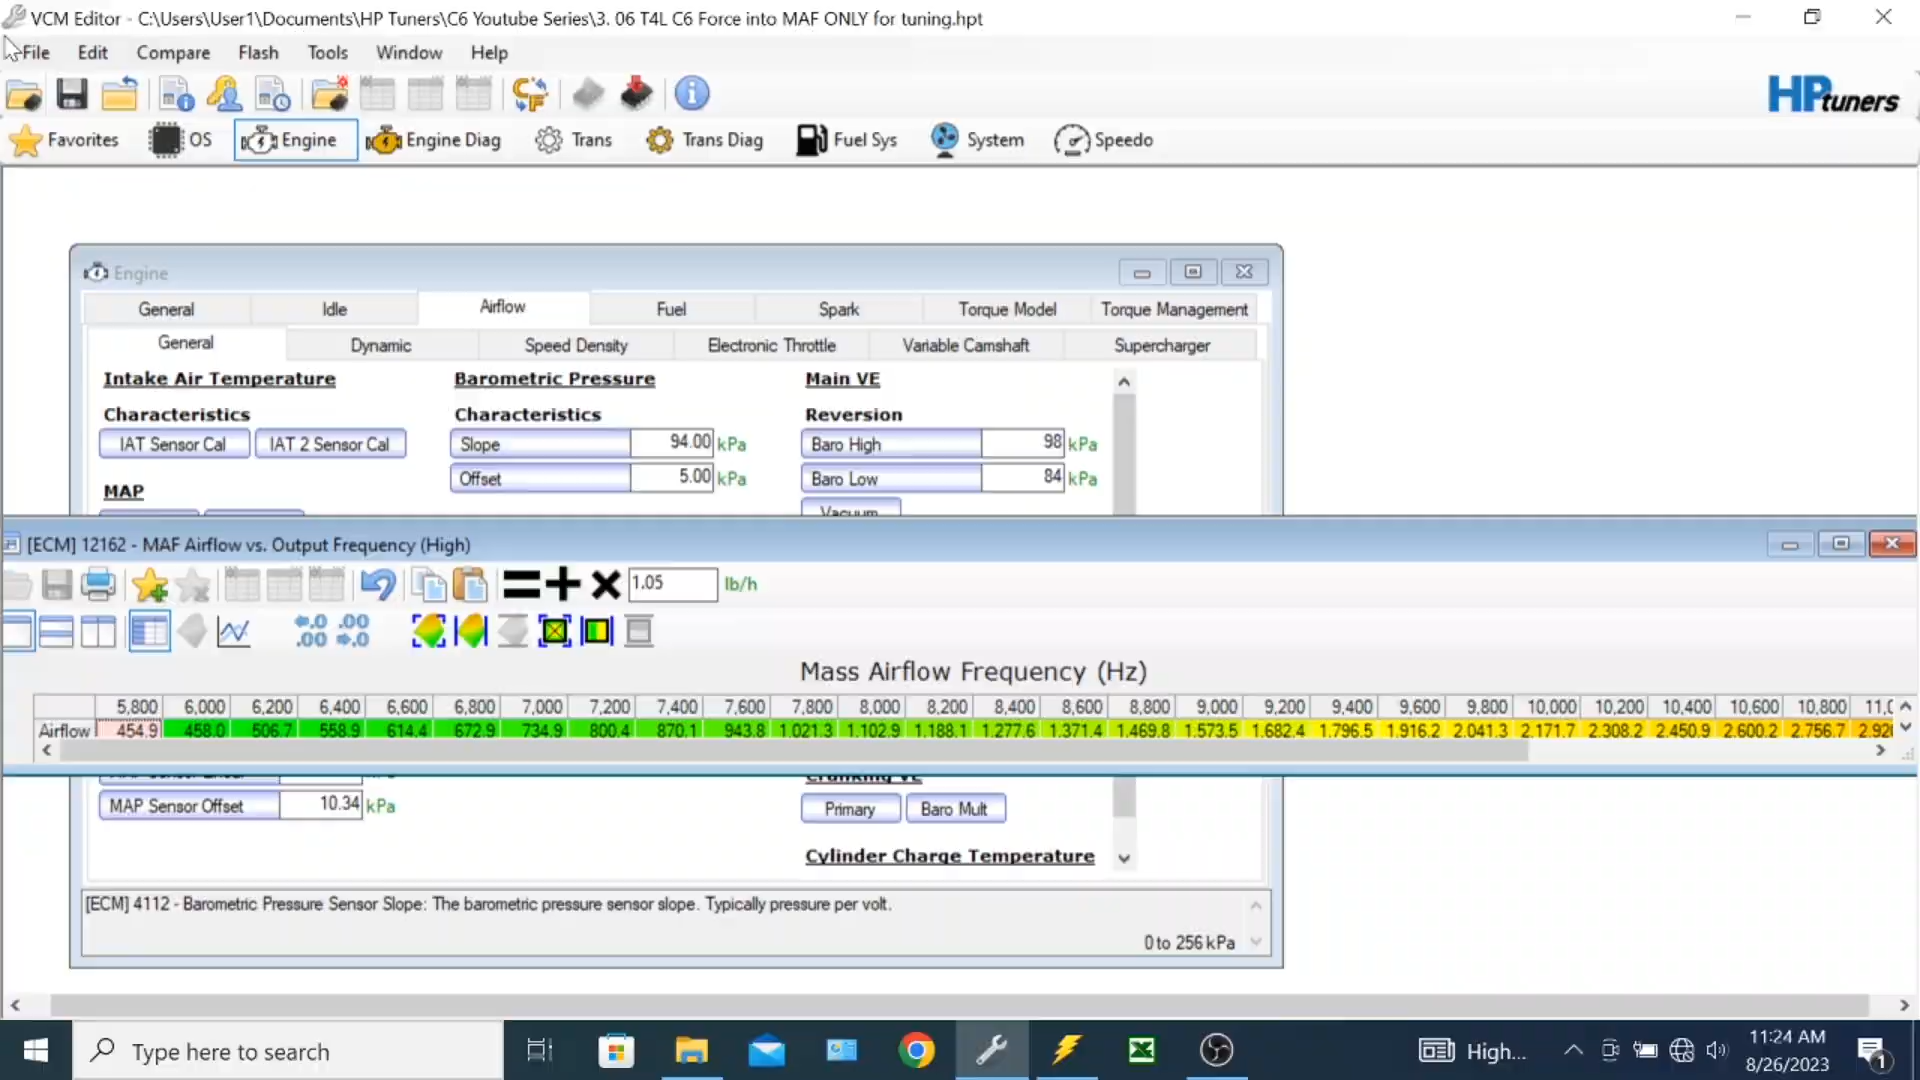 VCM Editor - C:\Users\User1\Documents\HP Tuners\C6 Youtube Series\3. 06 T4L C6 Force into MAF ONLY for tuning.hpt
File Edit Compare Flash Tools Window Help
HP tuners
Favorites OS Engine Engine Diag Trans Trans Diag Fuel Sys System Speedo
Engine
General Idle Airflow Fuel Spark Torque Model Torque Management
General Dynamic Speed Density Electronic Throttle Variable Camshaft Supercharger
Intake Air Temperature Barometric Pressure Main VE
Characteristics Characteristics Reversion
IAT Sensor Cal IAT 2 Sensor Cal Slope 94.00 kPa Baro High 98 kPa
Offset 5.00 kPa Baro Low 84 kPa
MAP
Vacuum
[ECM] 12162 - MAF Airflow vs. Output Frequency (High)
1.05 lb/h
Mass Airflow Frequency (Hz)
5,800 6,000 6,200 6,400 6,600 6,800 7,000 7,200 7,400 7,600 7,800 8,000 8,200 8,400 8,600 8,800 9,000 9,200 9,400 9,600 9,800 10,000 10,200 10,400 10,600 10,800
Airflow 454.9 458.0 506.7 558.9 614.4 672.9 734.9 800.4 870.1 943.8 1,021.3 1,102.9 1,188.1 1,277.6 1,371.4 1,469.8 1,573.5 1,682.4 1,796.5 1,916.2 2,041.3 2,171.7 2,308.2 2,450.9 2,600.2 2,756.7
Cranking VE
MAP Sensor Offset 10.34 kPa Primary Baro Mult
Cylinder Charge Temperature
[ECM] 4112 - Barometric Pressure Sensor Slope: The barometric pressure sensor slope. Typically pressure per volt.
0 to 256 kPa
Type here to search
High...
11:24 AM
8/26/2023
1